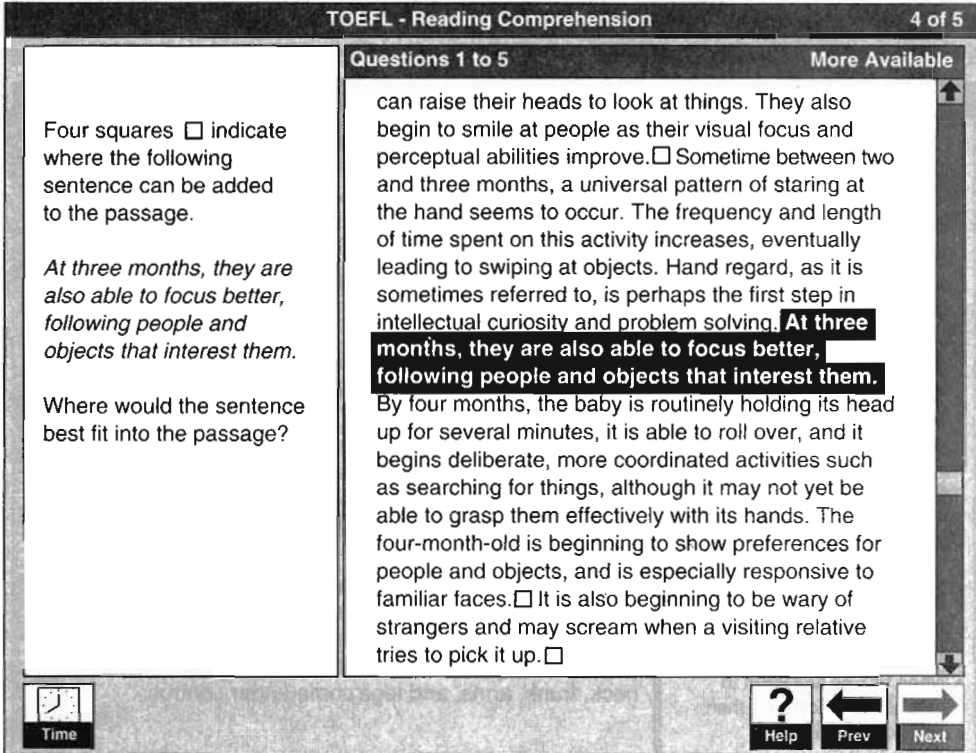 TOEFL - Reading Comprehension
4 of 5
Four squares □ indicate
where the following
sentence can be added
to the passage.
At three months, they are
also able to focus better,
following people and
objects that interest them.
Where would the sentence
best fit into the passage?
Questions 1 to 5
More Available
can raise their heads to look at things. They also
begin to smile at people as their visual focus and
perceptual abilities improve.□ Sometime between two
and three months, a universal pattern of staring at
the hand seems to occur. The frequency and length
of time spent on this activity increases, eventually
leading to swiping at objects. Hand regard, as it is
sometimes referred to, is perhaps the first step in
intellectual curiosity and problem solving. At three
months, they are also able to focus better,
following people and objects that interest them.
By four months, the baby is routinely holding its head
up for several minutes, it is able to roll over, and it
begins deliberate, more coordinated activities such
as searching for things, although it may not yet be
able to grasp them effectively with its hands. The
four-month-old is beginning to show preferences for
people and objects, and is especially responsive to
familiar faces.□ It is also beginning to be wary of
strangers and may scream when a visiting relative
tries to pick it up.□
Time
?
Help
Prev
Next